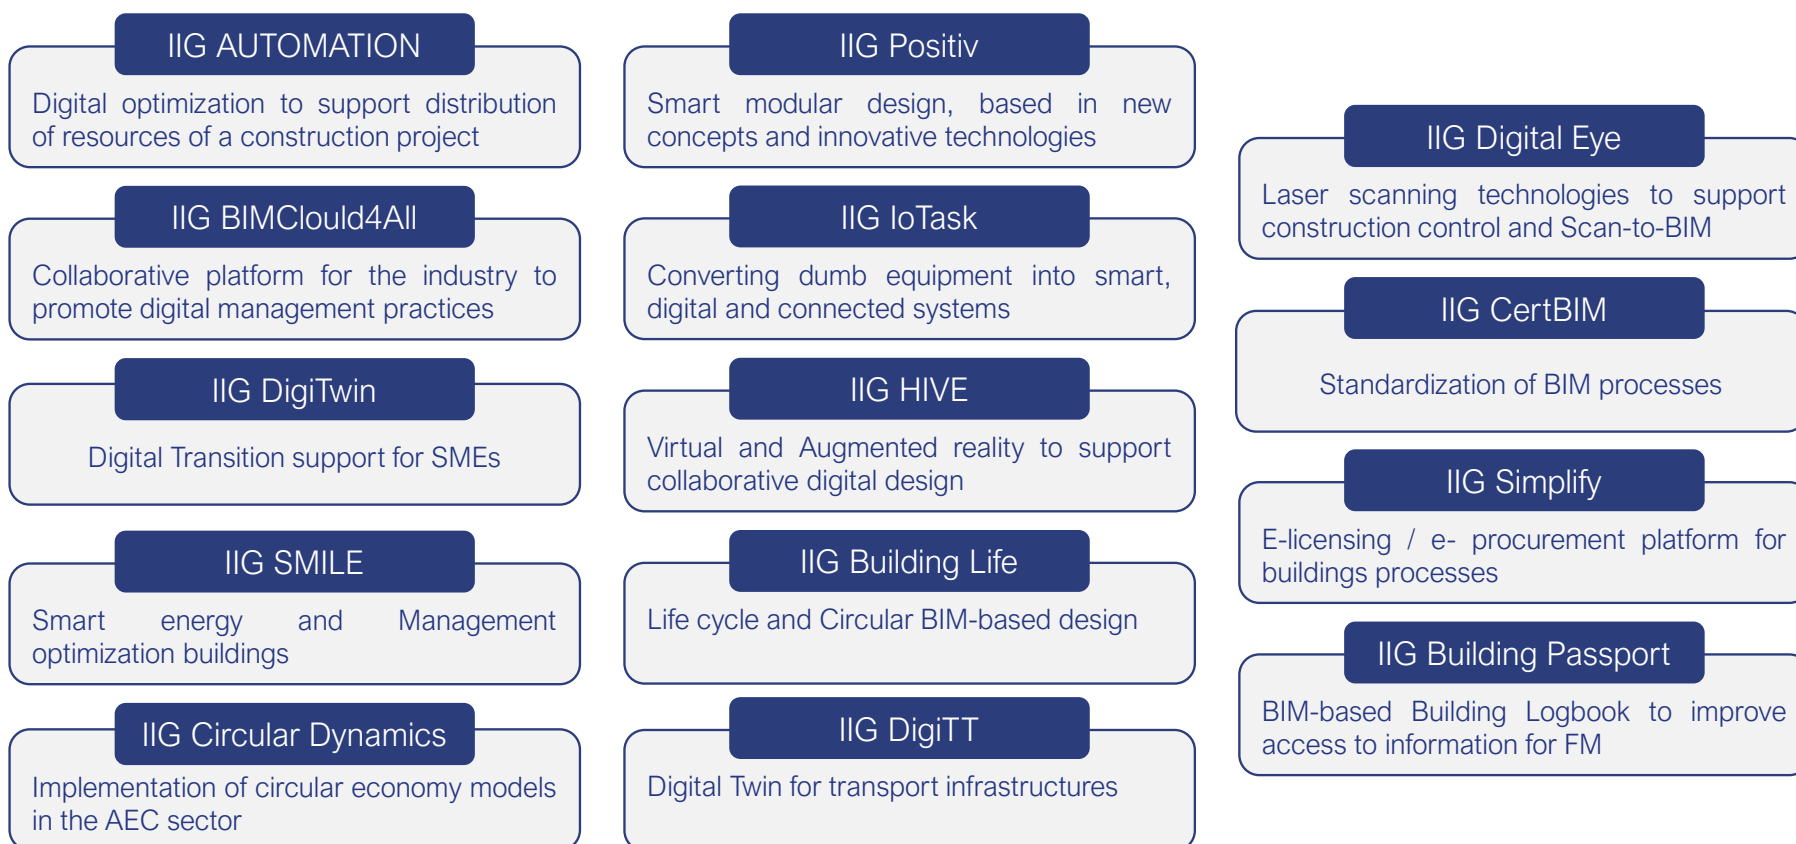 IIG AUTOMATION
Digital optimization to support distribution
of resources of a construction project
IIG BIMClould4All
Collaborative platform for the industry to
promote digital management practices
IIG DigiTwin
Digital Transition support for SMEs
IIG SMILE
Smart energy and Management
optimization buildings
IIG Circular Dynamics
Implementation of circular economy models
in the AEC sector
IIG Positiv
Smart modular design, based in new
concepts and innovative technologies
IIG IoTask
Converting dumb equipment into smart,
digital and connected systems
IIG HIVE
Virtual and Augmented reality to support
collaborative digital design
IIG Building Life
Life cycle and Circular BIM-based design
IIG DigiTT
Digital Twin for transport infrastructures
IIG Digital Eye
Laser scanning technologies to support
construction control and Scan-to-BIM
IIG CertBIM
Standardization of BIM processes
IIG Simplify
E-licensing / e- procurement platform for
buildings processes
IIG Building Passport
BIM-based Building Logbook to improve
access to information for FM